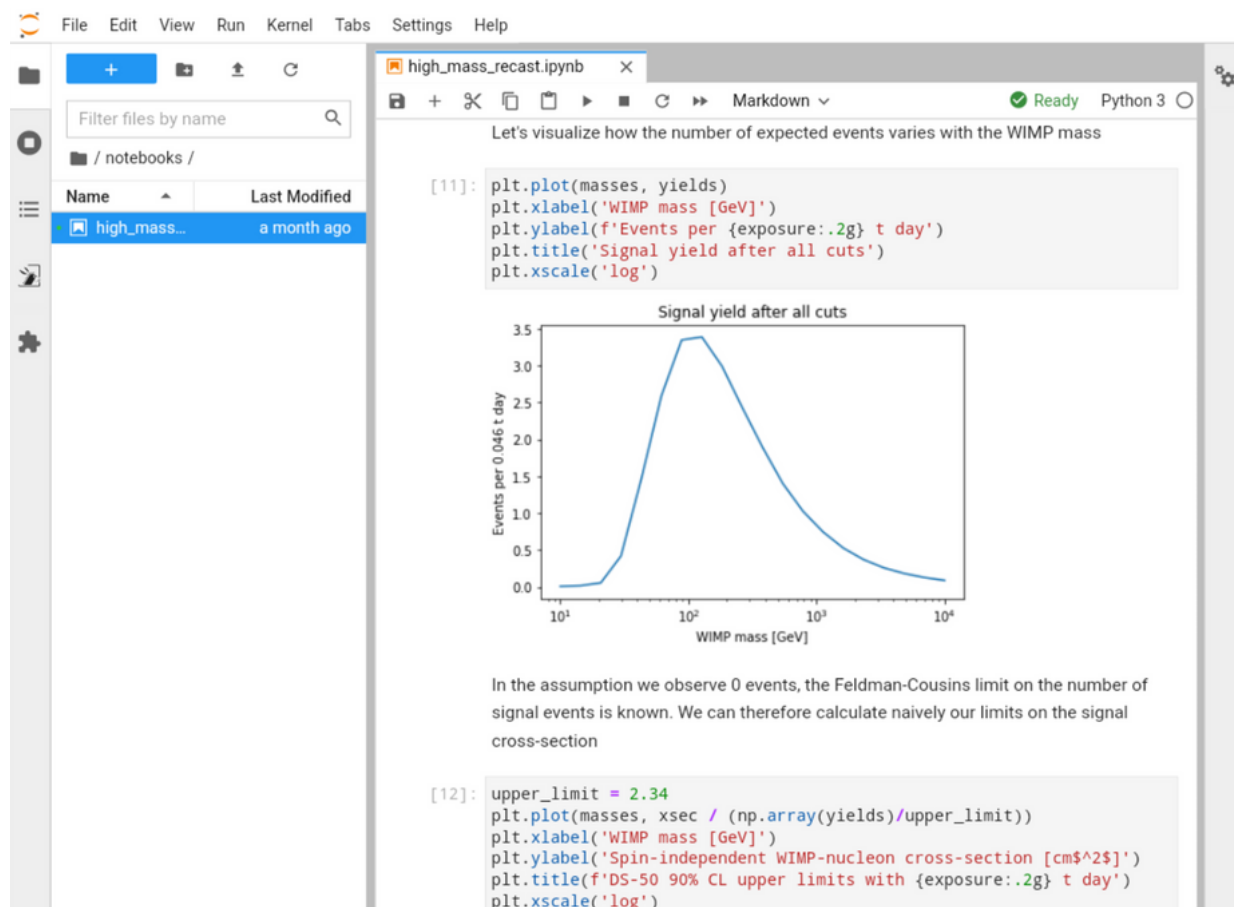 File Edit View Run Kernel Tabs Settings Help
+
Filter files by name
/ notebooks /
Name Last Modified
high_mass... a month ago
high_mass_recast.ipynb
Markdown
Ready Python 3
Let's visualize how the number of expected events varies with the WIMP mass
[11]: plt.plot(masses, yields)
plt.xlabel('WIMP mass [GeV]')
plt.ylabel(f'Events per {exposure:.2g} t day')
plt.title('Signal yield after all cuts')
plt.xscale('log')
Signal yield after all cuts
3.5
3.0
2.5
2.0
1.5
1.0
0.5
0.0
Events per 0.046 t day
10¹ 10² 10³ 10⁴
WIMP mass [GeV]
In the assumption we observe 0 events, the Feldman-Cousins limit on the number of
signal events is known. We can therefore calculate naively our limits on the signal
cross-section
[12]: upper_limit = 2.34
plt.plot(masses, xsec / (np.array(yields)/upper_limit))
plt.xlabel('WIMP mass [GeV]')
plt.ylabel('Spin-independent WIMP-nucleon cross-section [cm$^2$]')
plt.title(f'DS-50 90% CL upper limits with {exposure:.2g} t day')
plt.xscale('log')